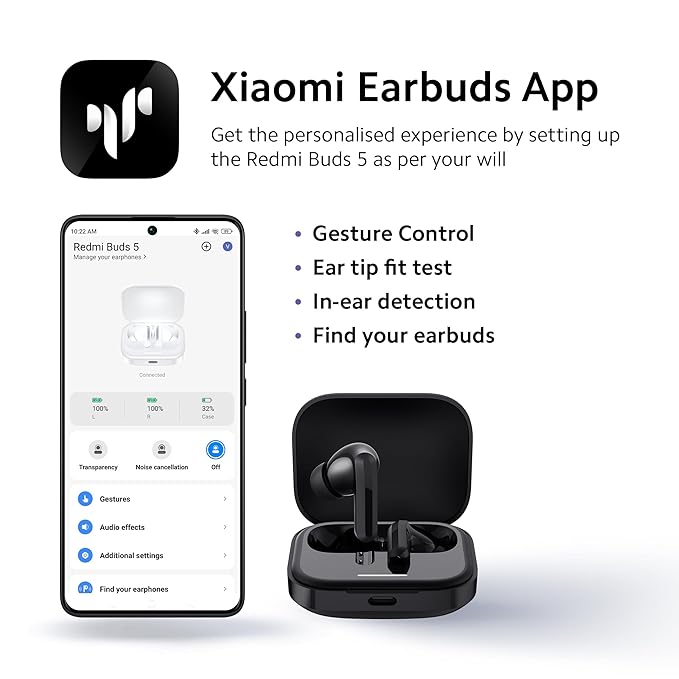 Xiaomi Earbuds App
Get the personalised experience by setting up
the Redmi Buds 5 as per your will
• Gesture Control
• Ear tip fit test
• In-ear detection
• Find your earbuds
10:22 AM
Redmi Buds 5
V
Manage your earphones >
Connected
100% 100% 32%
L R Case
Transparency Noise cancellation Off
Gestures
Audio effects
Additional settings
Find your earphones